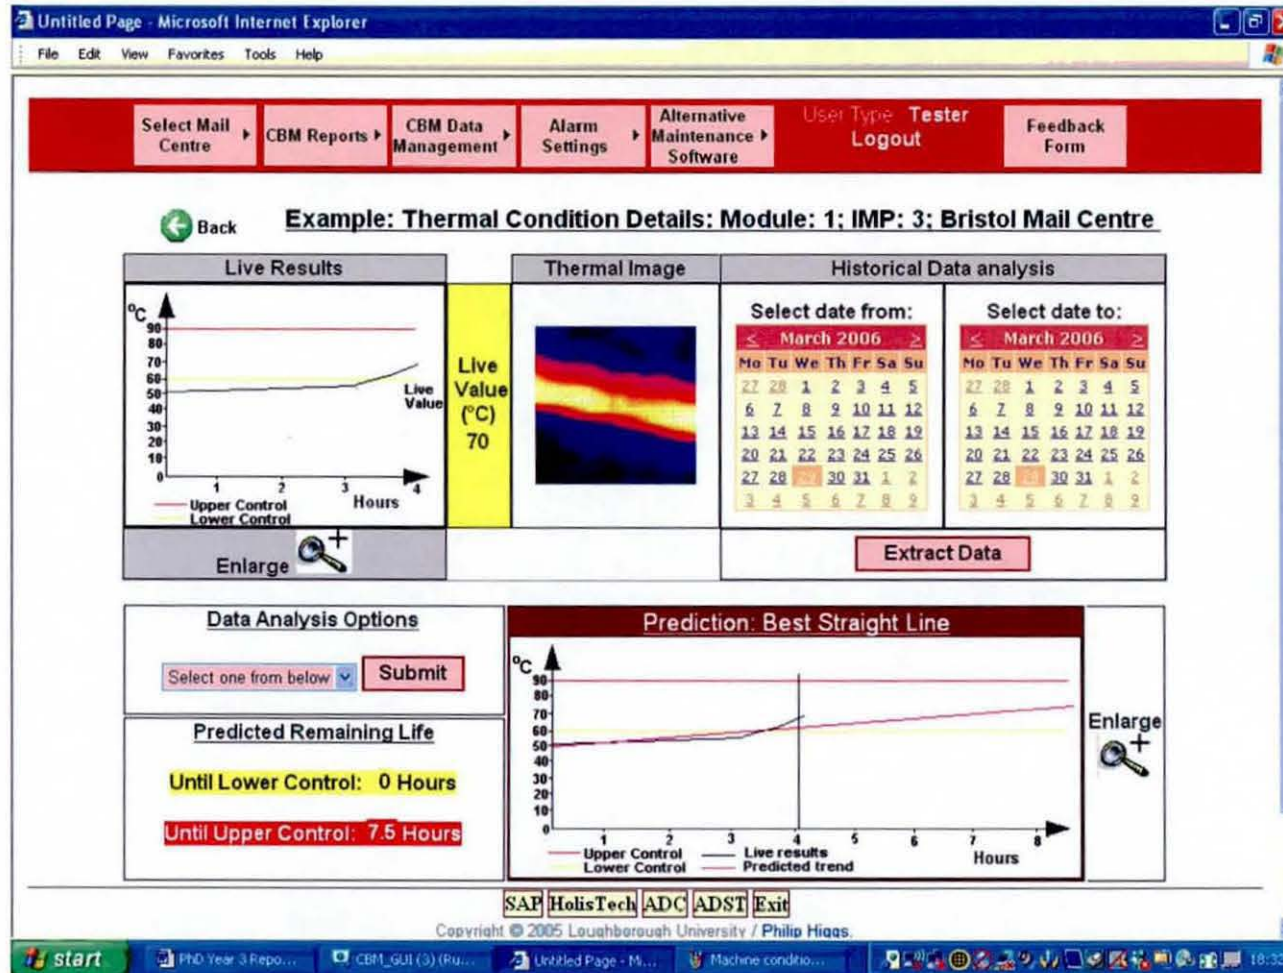 Untitled Page - Microsoft Internet Explorer
File Edit View Favorites Tools Help
Select Mail Centre
CBM Reports
CBM Data Management
Alarm Settings
Alternative Maintenance Software
User Type Tester
Logout
Feedback Form
Back
Example: Thermal Condition Details: Module: 1; IMP: 3; Bristol Mail Centre
Live Results
°C
90
80
70
60
50
40
30
20
10
0
1 2 3 4
Hours
Live Value
Upper Control
Lower Control
Enlarge
Live Value (°C) 70
Thermal Image
Historical Data analysis
Select date from:
< March 2006 >
Mo Tu We Th Fr Sa Su
27 28 1 2 3 4 5
6 7 8 9 10 11 12
13 14 15 16 17 18 19
20 21 22 23 24 25 26
27 28 29 30 31 1 2
3 4 5 6 7 8 9
Select date to:
< March 2006 >
Mo Tu We Th Fr Sa Su
27 28 1 2 3 4 5
6 7 8 9 10 11 12
13 14 15 16 17 18 19
20 21 22 23 24 25 26
27 28 29 30 31 1 2
3 4 5 6 7 8 9
Extract Data
Data Analysis Options
Select one from below
Submit
Predicted Remaining Life
Until Lower Control: 0 Hours
Until Upper Control: 7.5 Hours
Prediction: Best Straight Line
°C
90
80
70
60
50
40
30
20
10
0
1 2 3 4 5 6 7 8
Hours
Upper Control
Live results
Lower Control
Predicted trend
Enlarge
SAP HolisTech ADC ADST Exit
Copyright © 2005 Loughborough University / Philip Higgs.
start
PhD Year 3 Repo...
CBM_GUI (3) (Ru...
Untitled Page - M...
Machine conditio...